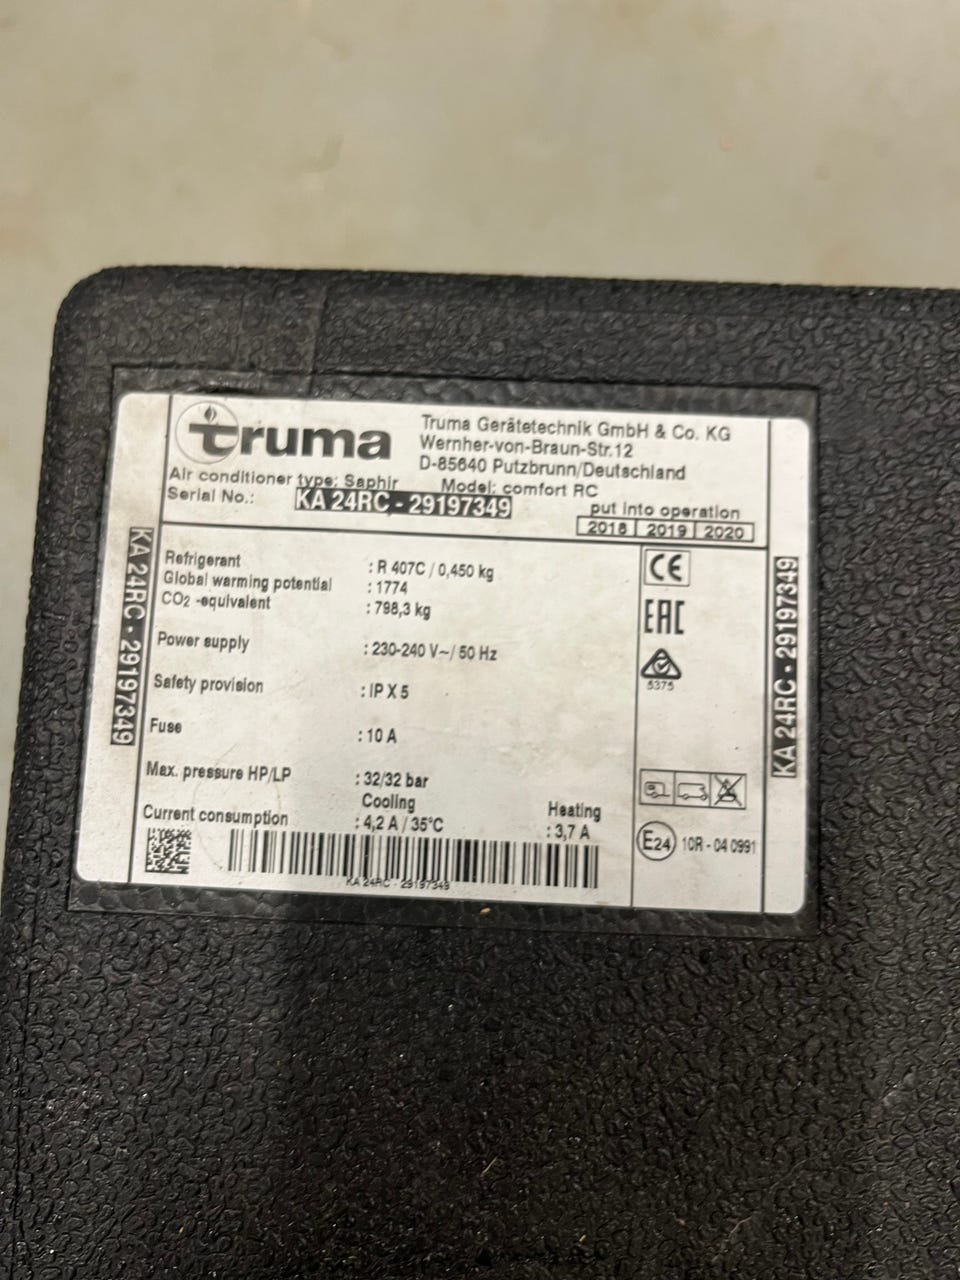 truma
Truma Gerätetechnik GmbH & Co. KG
Wernher-von-Braun-Str.12
D-85640 Putzbrunn/Deutschland
Air conditioner type: Saphir Model: comfort RC
Serial No.: KA 24RC - 29197349
put into operation
2018 2019 2020
Refrigerant : R 407C / 0,450 kg
Global warming potential : 1774
CO2 -equivalent : 798,3 kg
Power supply : 230-240 V~/ 50 Hz
Safety provision : IP X 5
Fuse : 10 A
Max. pressure HP/LP : 32/32 bar
Cooling Heating
Current consumption : 4,2 A / 35°C : 3,7 A
KA 24RC - 29197349
CE
EAC
5375
E24 10R - 04 0991
KA 24RC - 29197349
KA 24RC - 29197349